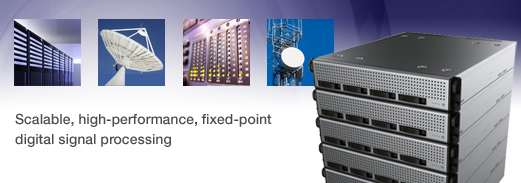 Scalable, high-performance, fixed-point
digital signal processing